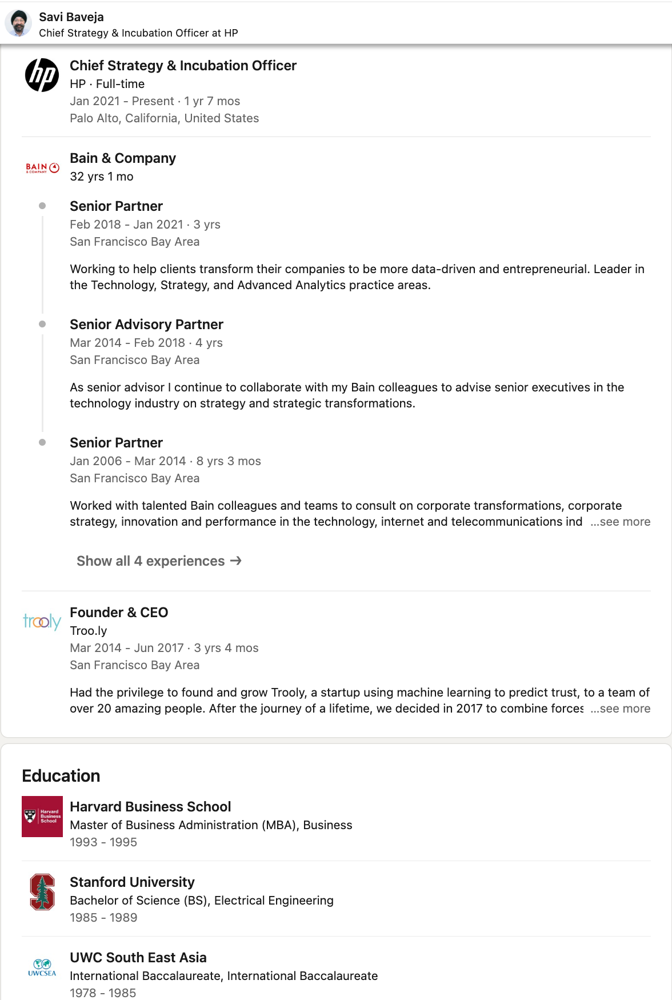 Savi Baveja
Chief Strategy & Incubation Officer at HP
hp
Chief Strategy & Incubation Officer
HP · Full-time
Jan 2021 - Present · 1 yr 7 mos
Palo Alto, California, United States
BAIN
& COMPANY
Bain & Company
32 yrs 1 mo
Senior Partner
Feb 2018 - Jan 2021 · 3 yrs
San Francisco Bay Area
Working to help clients transform their companies to be more data-driven and entrepreneurial. Leader in
the Technology, Strategy, and Advanced Analytics practice areas.
Senior Advisory Partner
Mar 2014 - Feb 2018 · 4 yrs
San Francisco Bay Area
As senior advisor I continue to collaborate with my Bain colleagues to advise senior executives in the
technology industry on strategy and strategic transformations.
Senior Partner
Jan 2006 - Mar 2014 · 8 yrs 3 mos
San Francisco Bay Area
Worked with talented Bain colleagues and teams to consult on corporate transformations, corporate
strategy, innovation and performance in the technology, internet and telecommunications ind ...see more
Show all 4 experiences →
trooly
Founder & CEO
Troo.ly
Mar 2014 - Jun 2017 · 3 yrs 4 mos
San Francisco Bay Area
Had the privilege to found and grow Trooly, a startup using machine learning to predict trust, to a team of
over 20 amazing people. After the journey of a lifetime, we decided in 2017 to combine forces ...see more
Education
Harvard
Business
School
Harvard Business School
Master of Business Administration (MBA), Business
1993 - 1995
S
Stanford University
Bachelor of Science (BS), Electrical Engineering
1985 - 1989
UWCSEA
UWC South East Asia
International Baccalaureate, International Baccalaureate
1978 - 1985